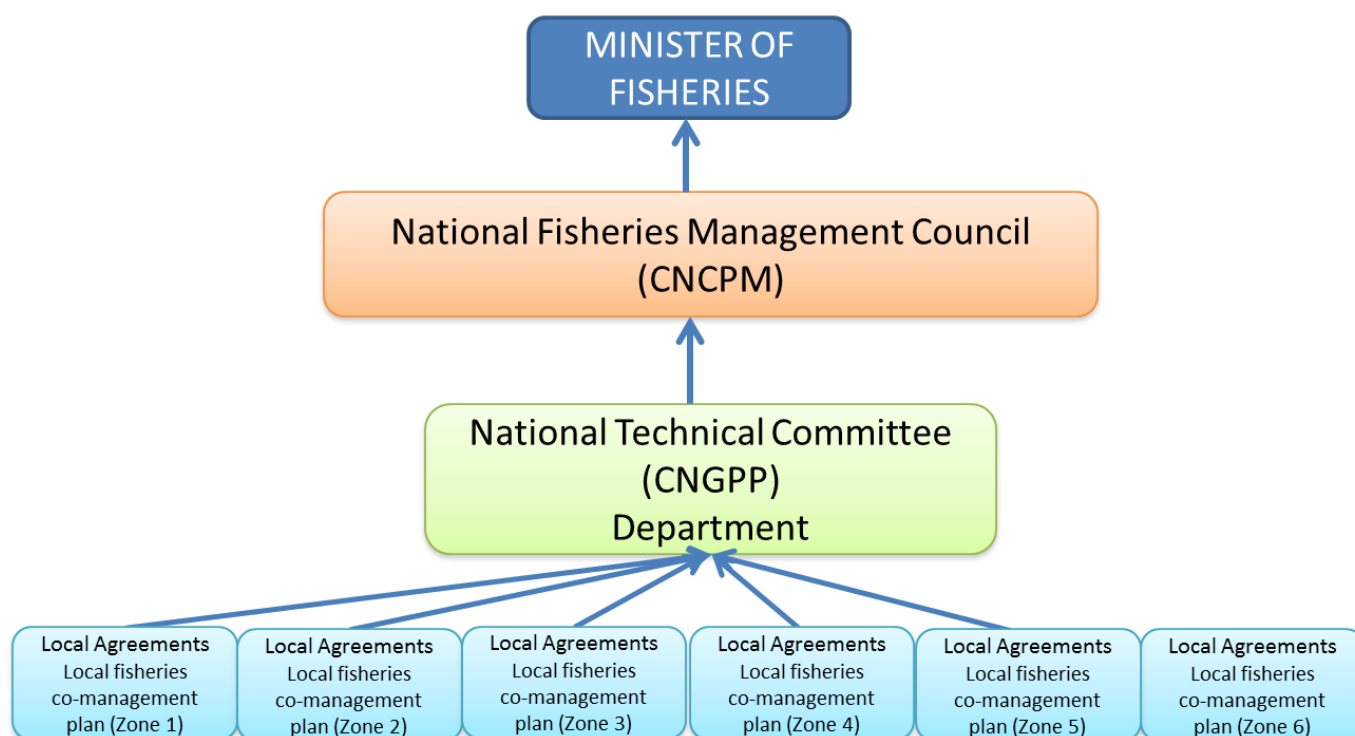 MINISTER OF
FISHERIES
National Fisheries Management Council
(CNCPM)
National Technical Committee
(CNGPP)
Department
Local Agreements
Local fisheries
co-management
plan (Zone 1)
Local Agreements
Local fisheries
co-management
plan (Zone 2)
Local Agreements
Local fisheries
co-management
plan (Zone 3)
Local Agreements
Local fisheries
co-management
plan (Zone 4)
Local Agreements
Local fisheries
co-management
plan (Zone 5)
Local Agreements
Local fisheries
co-management
plan (Zone 6)